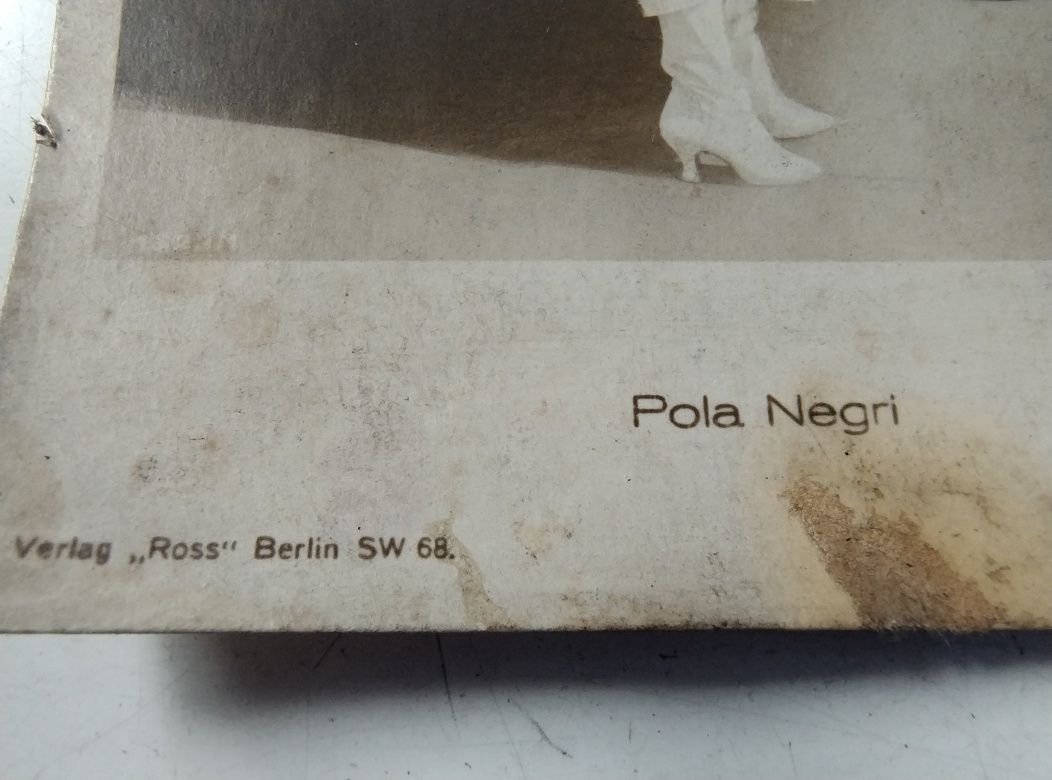 Pola Negri
Verlag „Ross“ Berlin SW 68.